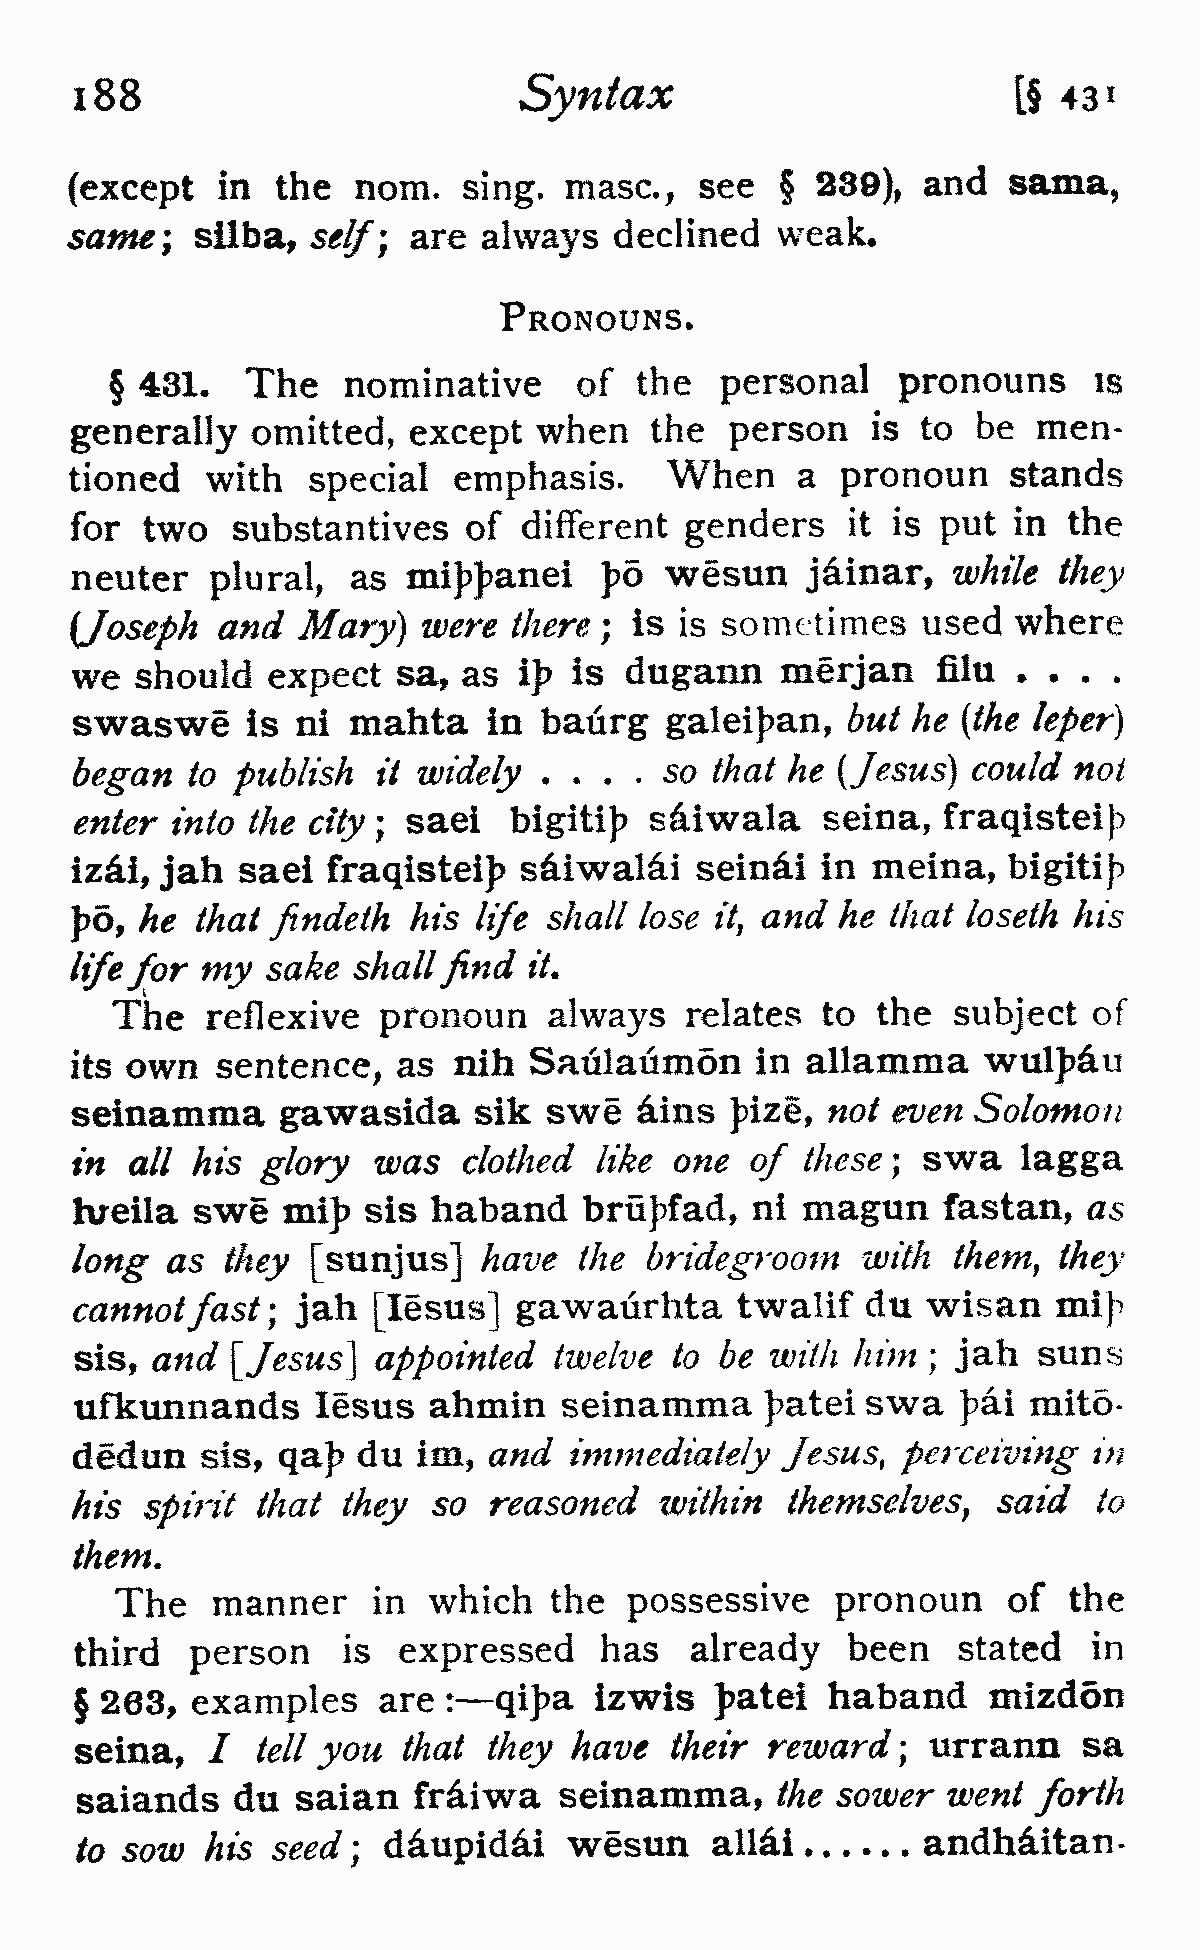 188 Syntax [§ 431
(except in the nom. sing. masc., see § 239), and sama,
same; silba, self; are always declined weak.
PRONOUNS.
§ 431. The nominative of the personal pronouns is
generally omitted, except when the person is to be men-
tioned with special emphasis. When a pronoun stands
for two substantives of different genders it is put in the
neuter plural, as miþþanei þō wēsun jáinar, while they
(Joseph and Mary) were there; is is sometimes used where
we should expect sa, as iþ is dugann mērjan filu . . . .
swaswē is ni mahta in baúrg galeiþan, but he (the leper)
began to publish it widely . . . . so that he (Jesus) could not
enter into the city; saei bigitiþ sáiwala seina, fraqisteiþ
izái, jah saei fraqisteiþ sáiwalái seinái in meina, bigitiþ
þō, he that findeth his life shall lose it, and he that loseth his
life for my sake shall find it.
The reflexive pronoun always relates to the subject of
its own sentence, as nih Saúlaúmōn in allamma wulþáu
seinamma gawasida sik swē áins þizē, not even Solomon
in all his glory was clothed like one of these; swa lagga
ƕeila swē miþ sis haband brūþfad, ni magun fastan, as
long as they [sunjus] have the bridegroom with them, they
cannot fast; jah [Iēsus] gawaúrhta twalif du wisan miþ
sis, and [Jesus] appointed twelve to be with him; jah suns
ufkunnands Iēsus ahmin seinamma þatei swa þái mitō-
dēdun sis, qaþ du im, and immediately Jesus, perceiving in
his spirit that they so reasoned within themselves, said to
them.
The manner in which the possessive pronoun of the
third person is expressed has already been stated in
§ 263, examples are :—qiþa izwis þatei haband mizdōn
seina, I tell you that they have their reward; urrann sa
saiands du saian fráiwa seinamma, the sower went forth
to sow his seed; dáupidái wēsun allái . . . . . . andháitan-